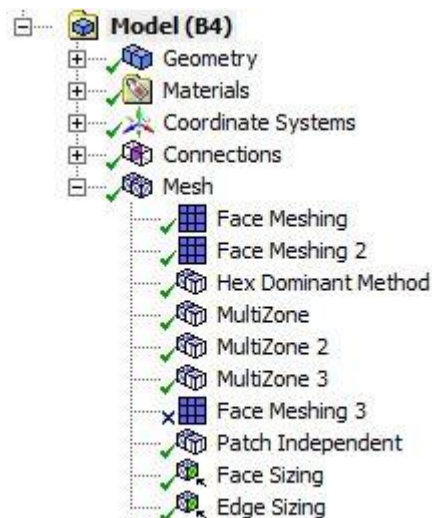 Model (B4)
Geometry
Materials
Coordinate Systems
Connections
Mesh
Face Meshing
Face Meshing 2
Hex Dominant Method
MultiZone
MultiZone 2
MultiZone 3
Face Meshing 3
Patch Independent
Face Sizing
Edge Sizing